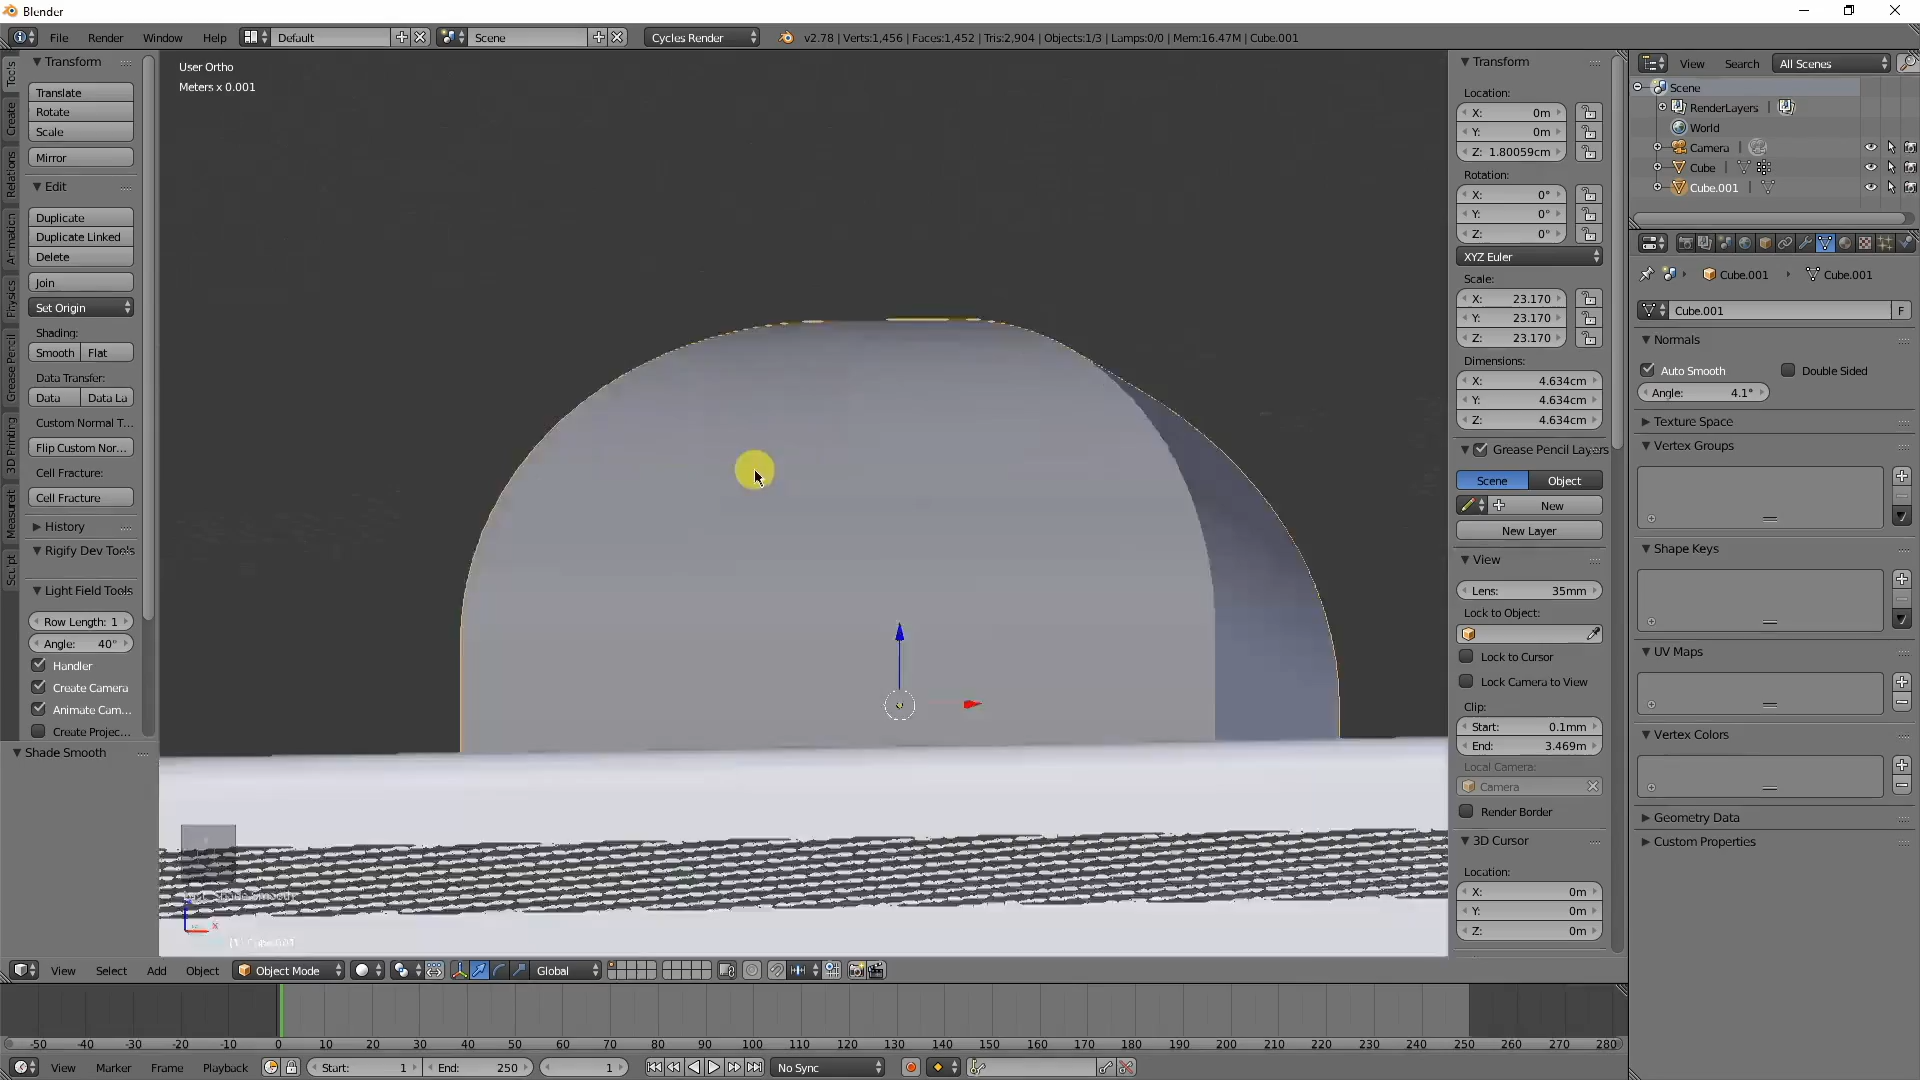 Blender
File Render Window Help Default Scene Cycles Render v2.78 | Verts:1,456 | Faces:1,452 | Tris:2,904 | Objects:1/3 | Lamps:0/0 | Mem:16.47M | Cube.001
Tools
Create
Relations
Animation
Physics
Grease Pencil
3D Printing
Measureit
Sculpt
Transform
Translate
Rotate
Scale
Mirror
Edit
Duplicate
Duplicate Linked
Delete
Join
Set Origin
Shading:
Smooth Flat
Data Transfer:
Data Data La
Custom Normal T...
Flip Custom Nor...
Cell Fracture:
Cell Fracture
History
Rigify Dev Tools
Light Field Tools
Row Length: 1
Angle: 40°
Handler
Create Camera
Animate Cam...
Create Projec...
Shade Smooth
User Ortho
Meters x 0.001
Transform
Location:
X: 0m
Y: 0m
Z: 1.80059cm
Rotation:
X: 0°
Y: 0°
Z: 0°
XYZ Euler
Scale:
X: 23.170
Y: 23.170
Z: 23.170
Dimensions:
X: 4.634cm
Y: 4.634cm
Z: 4.634cm
Grease Pencil Layers
Scene Object
New
New Layer
View
Lens: 35mm
Lock to Object:
Lock to Cursor
Lock Camera to View
Clip:
Start: 0.1mm
End: 3.469m
Local Camera:
Camera
Render Border
3D Cursor
Location:
X: 0m
Y: 0m
Z: 0m
View Search All Scenes
Scene
RenderLayers |
World
Camera |
Cube |
Cube.001 |
Cube.001 Cube.001
Cube.001 F
Normals
Auto Smooth Double Sided
Angle: 4.1°
Texture Space
Vertex Groups
Shape Keys
UV Maps
Vertex Colors
Geometry Data
Custom Properties
View Select Add Object Object Mode Global
-50 -40 -30 -20 -10 0 10 20 30 40 50 60 70 80 90 100 110 120 130 140 150 160 170 180 190 200 210 220 230 240 250 260 270 280
View Marker Frame Playback Start: 1 End: 250 1 No Sync